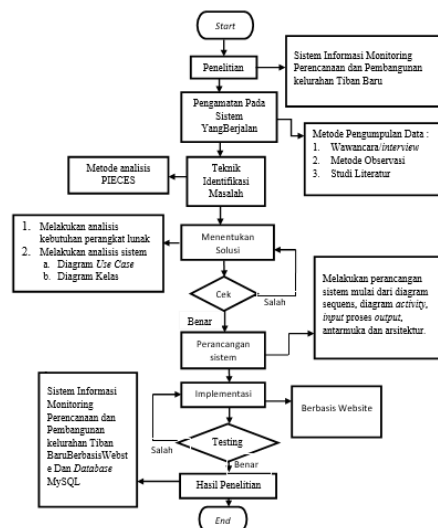 Start
Penelitian
Sistem Informasi Monitoring
Perencanaan dan Pembangunan
kelurahan Tiban Baru
Pengamatan Pada
Sistem
YangBerjalan
Metode Pengumpulan Data :
1. Wawancara/interview
2. Metode Observasi
3. Studi Literatur
Metode analisis
PIECES
Teknik
Identifikasi
Masalah
1. Melakukan analisis
kebutuhan perangkat lunak
2. Melakukan analisis sistem
a. Diagram Use Case
b. Diagram Kelas
Menentukan
Solusi
Cek
Salah
Benar
Melakukan perancangan
sistem mulai dari diagram
sequens, diagram activity,
input proses output,
antarmuka dan arsitektur.
Perancangan
sistem
Implementasi
Berbasis Website
Sistem Informasi
Monitoring
Perencanaan dan
Pembangunan
kelurahan Tiban
BaruBerbasisWebst
e Dan Database
MySQL
Salah
Testing
Benar
Hasil Penelitian
End